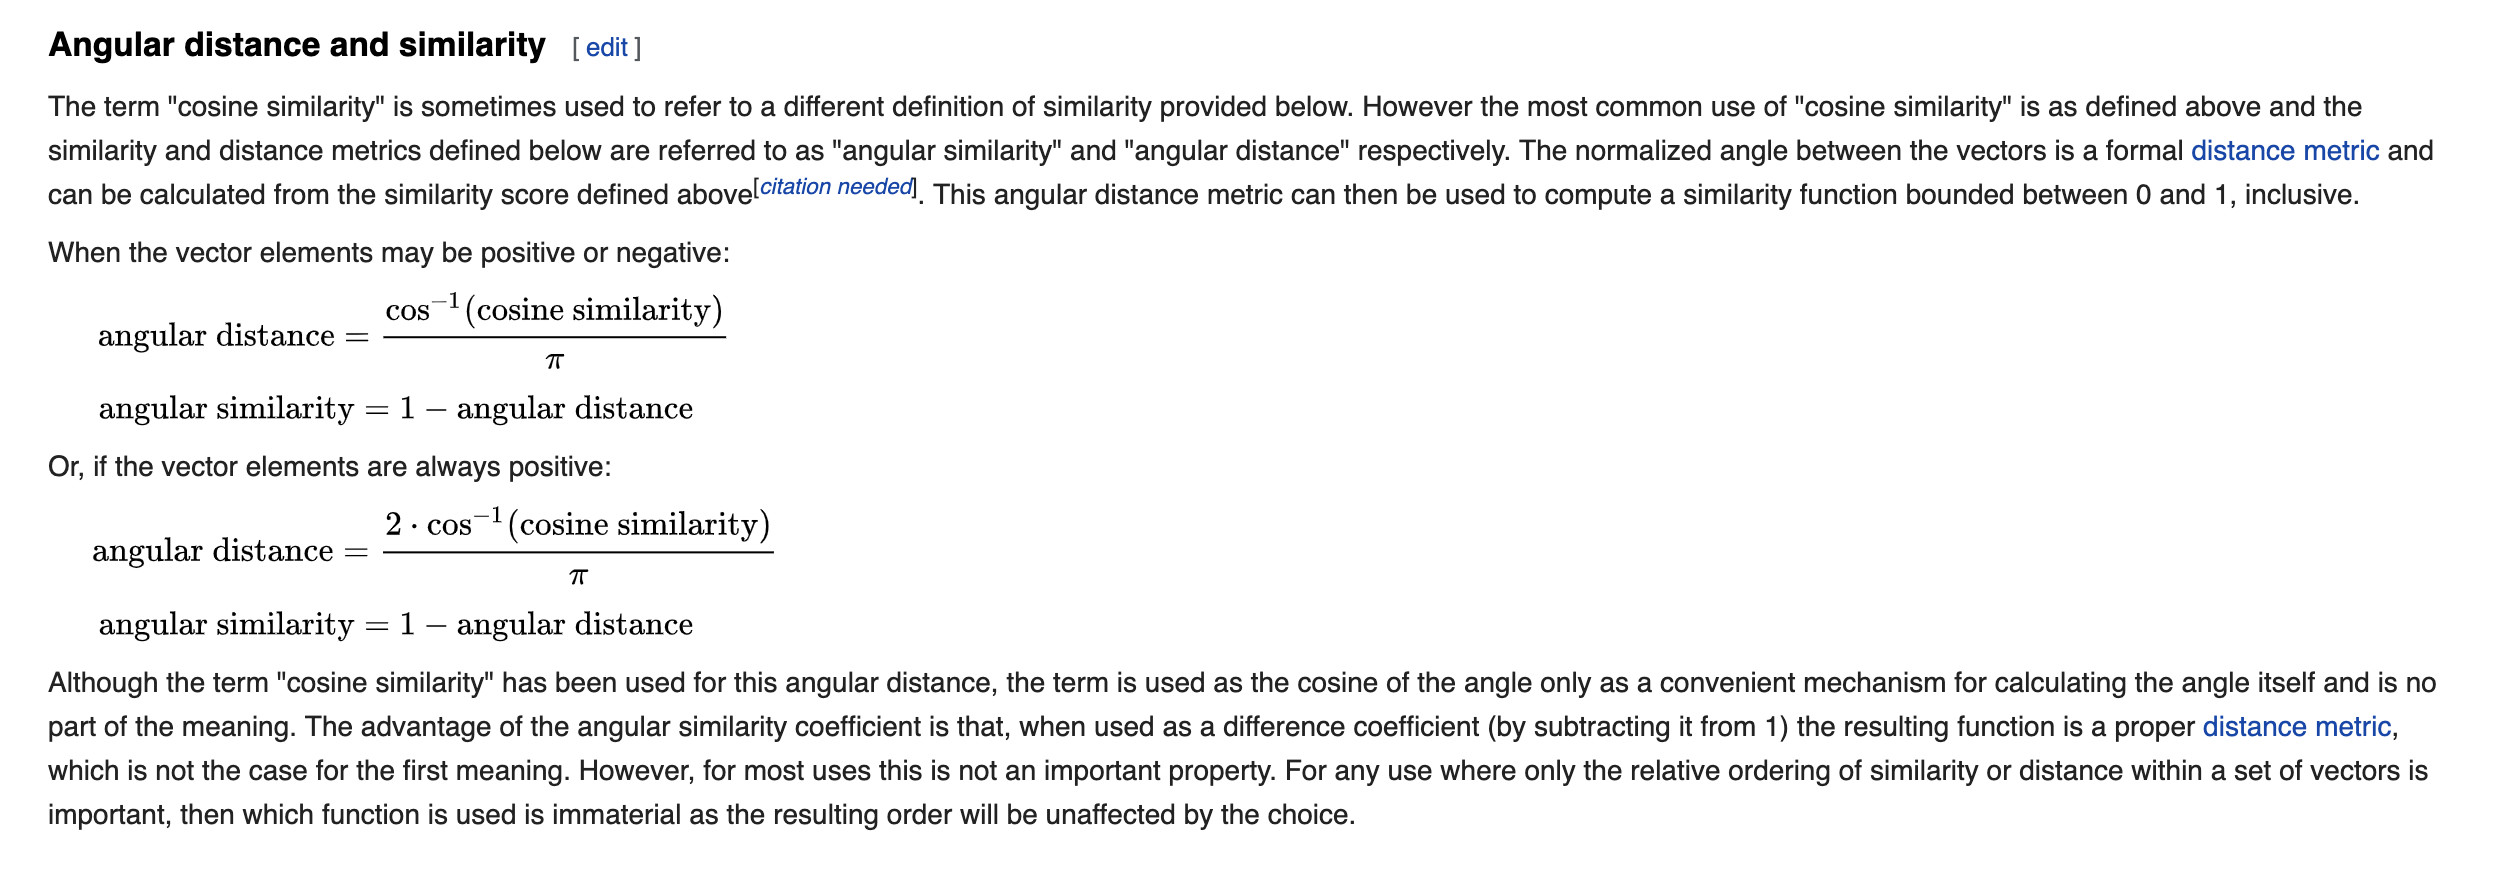 Angular distance and similarity [ edit ]
The term "cosine similarity" is sometimes used to refer to a different definition of similarity provided below. However the most common use of "cosine similarity" is as defined above and the
similarity and distance metrics defined below are referred to as "angular similarity" and "angular distance" respectively. The normalized angle between the vectors is a formal distance metric and
can be calculated from the similarity score defined above[citation needed]. This angular distance metric can then be used to compute a similarity function bounded between 0 and 1, inclusive.
When the vector elements may be positive or negative:
angular distance = cos⁻¹(cosine similarity) / π
angular similarity = 1 − angular distance
Or, if the vector elements are always positive:
angular distance = 2 · cos⁻¹(cosine similarity) / π
angular similarity = 1 − angular distance
Although the term "cosine similarity" has been used for this angular distance, the term is used as the cosine of the angle only as a convenient mechanism for calculating the angle itself and is no
part of the meaning. The advantage of the angular similarity coefficient is that, when used as a difference coefficient (by subtracting it from 1) the resulting function is a proper distance metric,
which is not the case for the first meaning. However, for most uses this is not an important property. For any use where only the relative ordering of similarity or distance within a set of vectors is
important, then which function is used is immaterial as the resulting order will be unaffected by the choice.